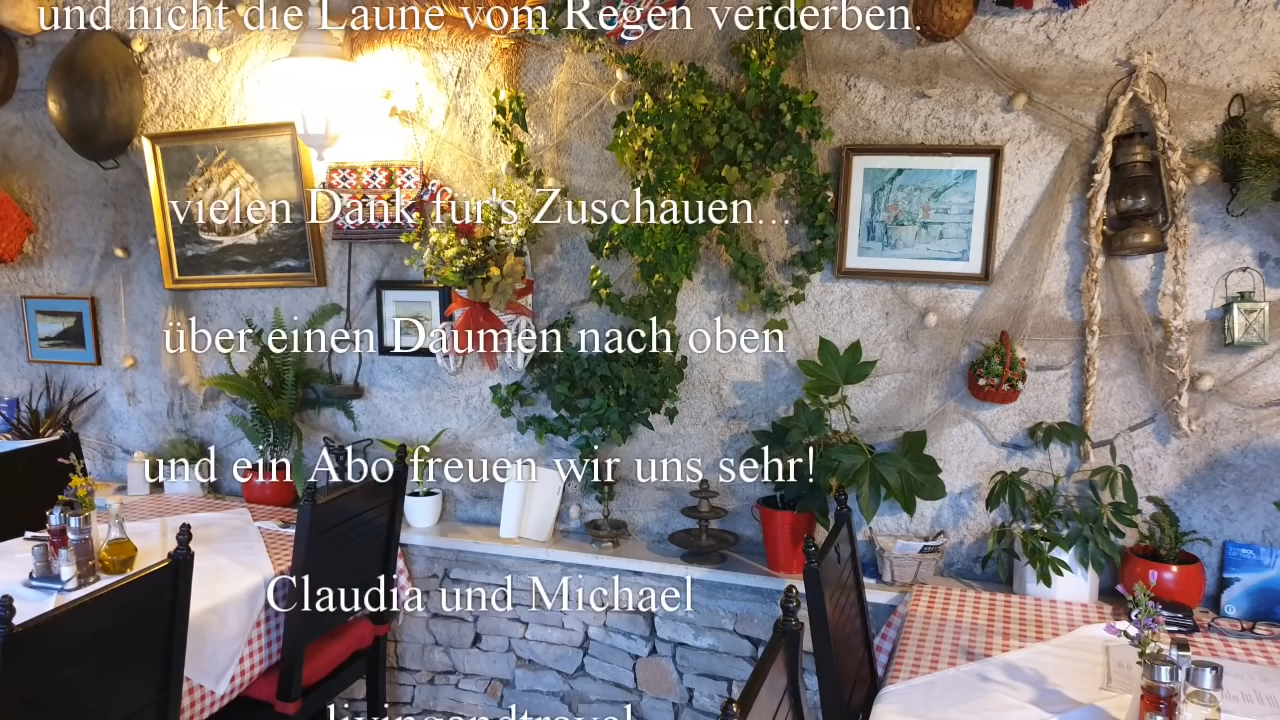 und nicht die Laune vom Regen verderben.
vielen Dank für's Zuschauen...
über einen Daumen nach oben
und ein Abo freuen wir uns sehr!
Claudia und Michael
livingandtravel